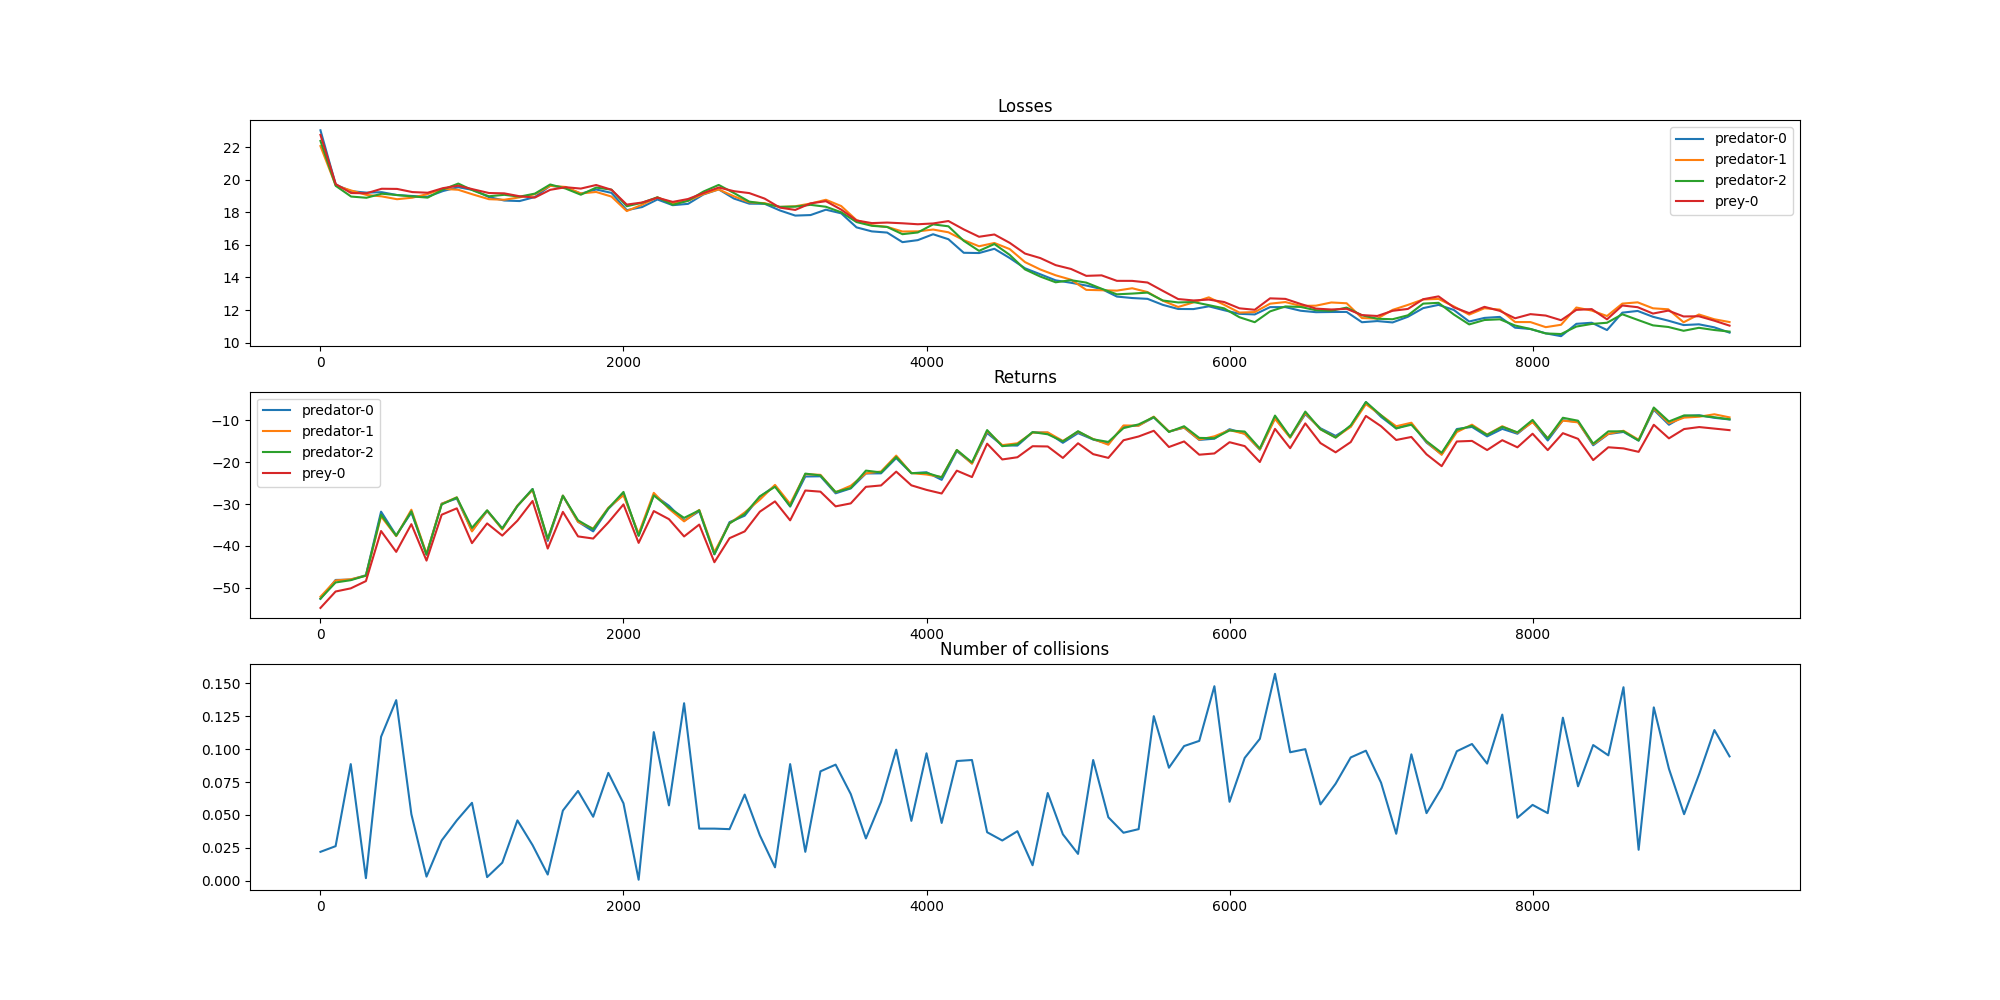 Losses
22
20
18
16
14
12
10
predator-0
predator-1
predator-2
prey-0
0 2000 4000 6000 8000
Returns
−10
−20
−30
−40
−50
predator-0
predator-1
predator-2
prey-0
0 2000 4000 6000 8000
Number of collisions
0.150
0.125
0.100
0.075
0.050
0.025
0.000
0 2000 4000 6000 8000